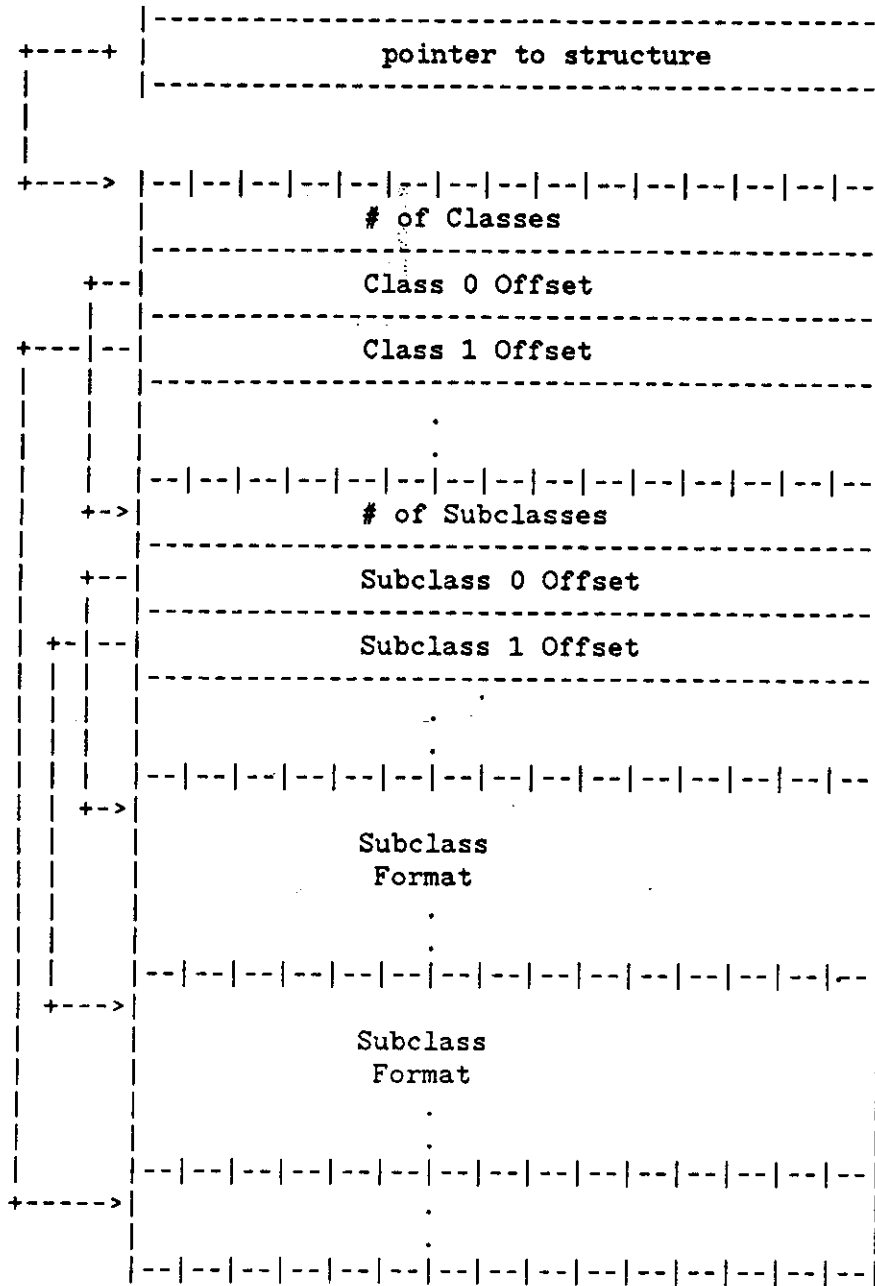 pointer to structure
# of Classes
Class 0 Offset
Class 1 Offset
# of Subclasses
Subclass 0 Offset
Subclass 1 Offset
Subclass
Format
Subclass
Format